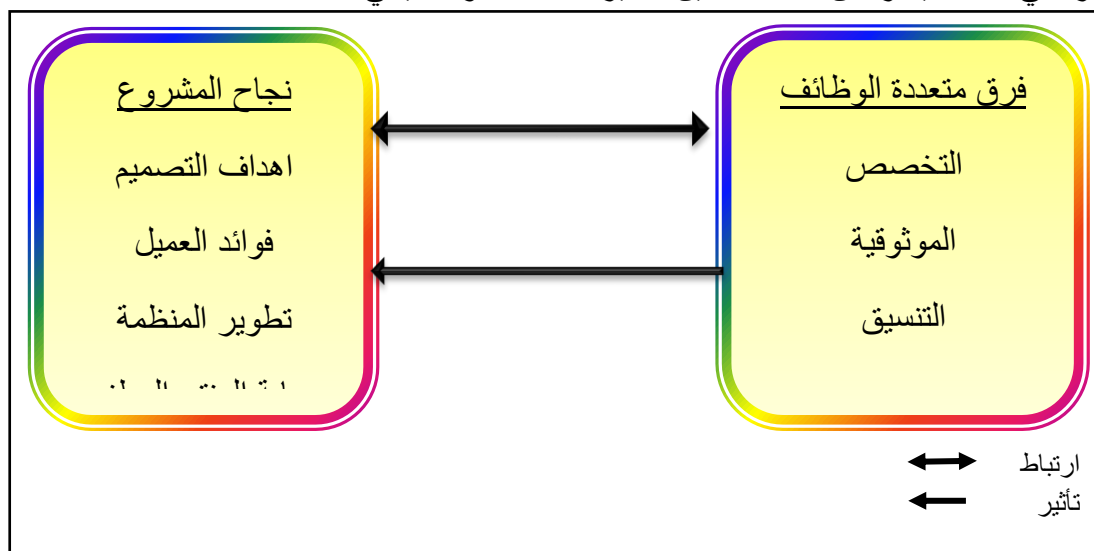 فرق متعددة الوظائف
التخصص
الموثوقية
التنسيق
نجاح المشروع
اهداف التصميم
فوائد العميل
تطوير المنظمة
ارتباط
تأثير